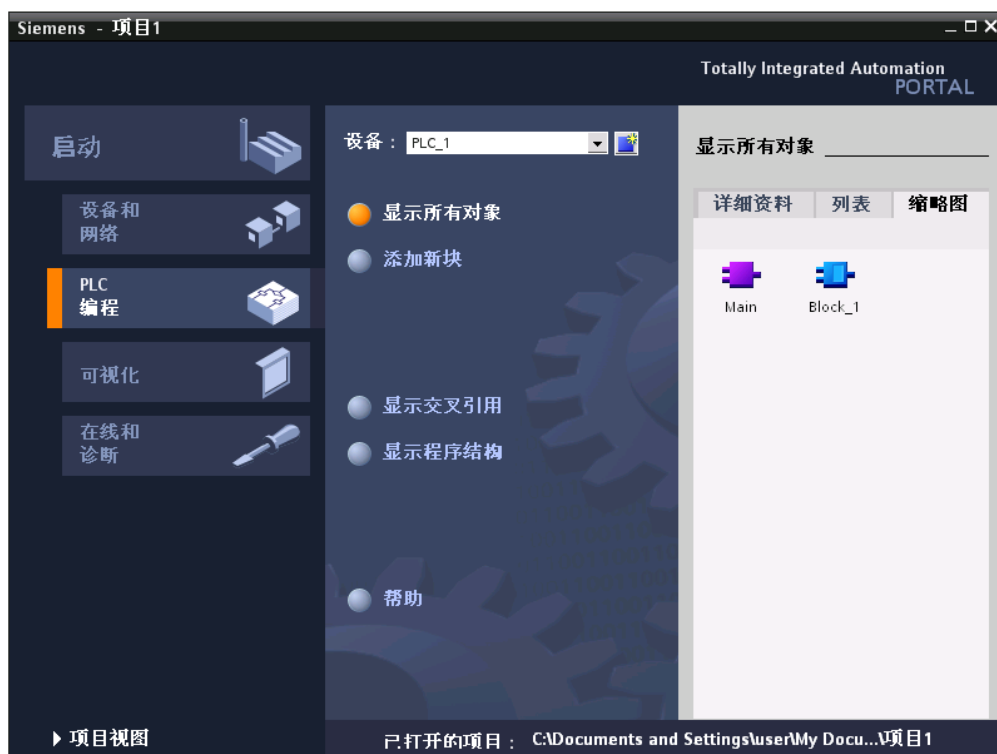 Siemens - 项目1
Totally Integrated Automation
PORTAL
启动
设备和
网络
PLC
编程
可视化
在线和
诊断
项目视图
设备： PLC_1
显示所有对象
添加新块
显示交叉引用
显示程序结构
帮助
显示所有对象
详细资料 列表 缩略图
Main Block_1
已打开的项目： C:\Documents and Settings\user\My Docu...\项目1